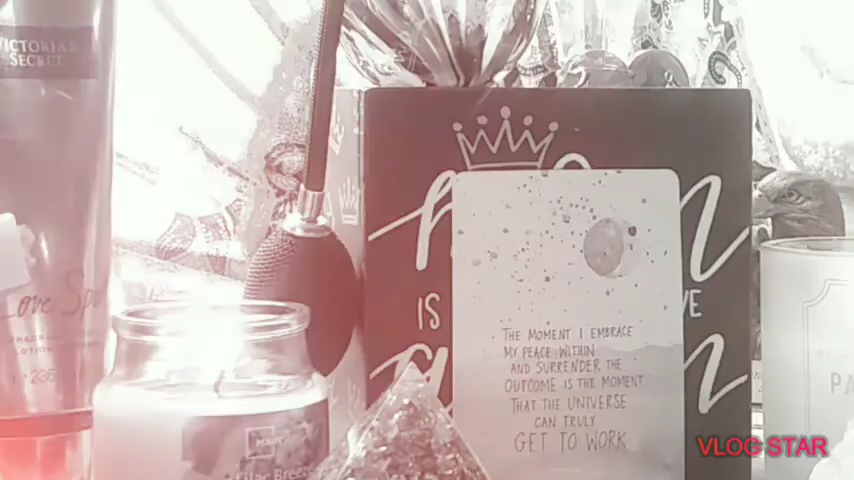 VICTORIA'S
SECRET
Love Spell
IS
THE MOMENT I EMBRACE
MY PEACE WITHIN
AND SURRENDER THE
OUTCOME IS THE MOMENT
THAT THE UNIVERSE
CAN TRULY
GET TO WORK
VLOG STAR